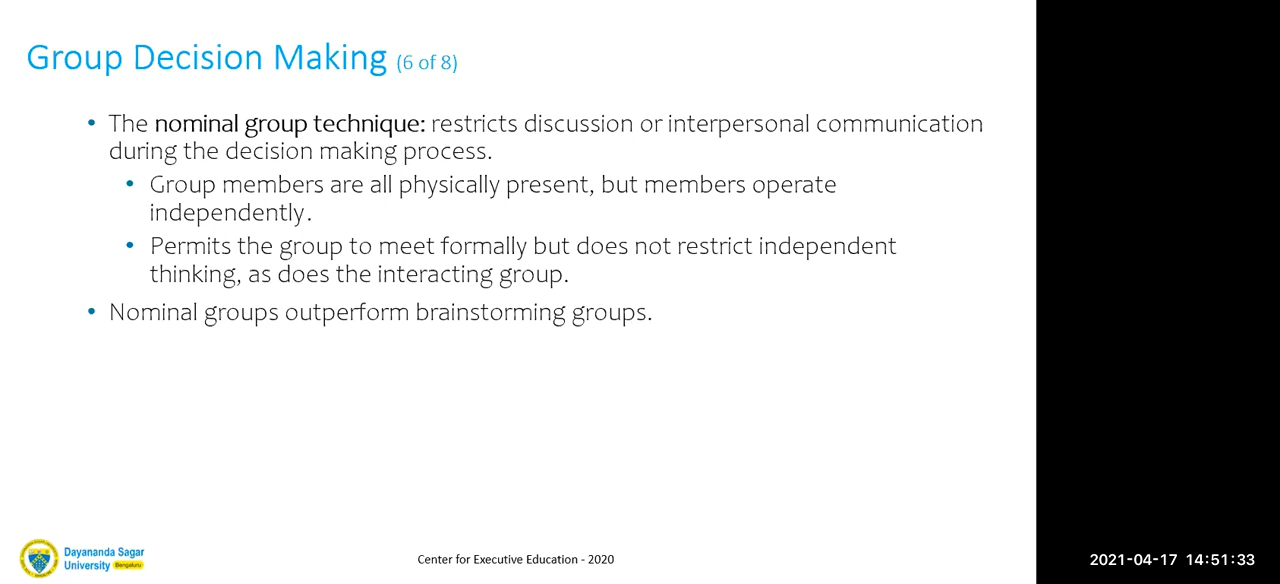 Group Decision Making (6 of 8)
• The nominal group technique: restricts discussion or interpersonal communication
during the decision making process.
• Group members are all physically present, but members operate
independently.
• Permits the group to meet formally but does not restrict independent
thinking, as does the interacting group.
• Nominal groups outperform brainstorming groups.
Dayananda Sagar
University Bengaluru
Center for Executive Education - 2020
2021-04-17 14:51:33